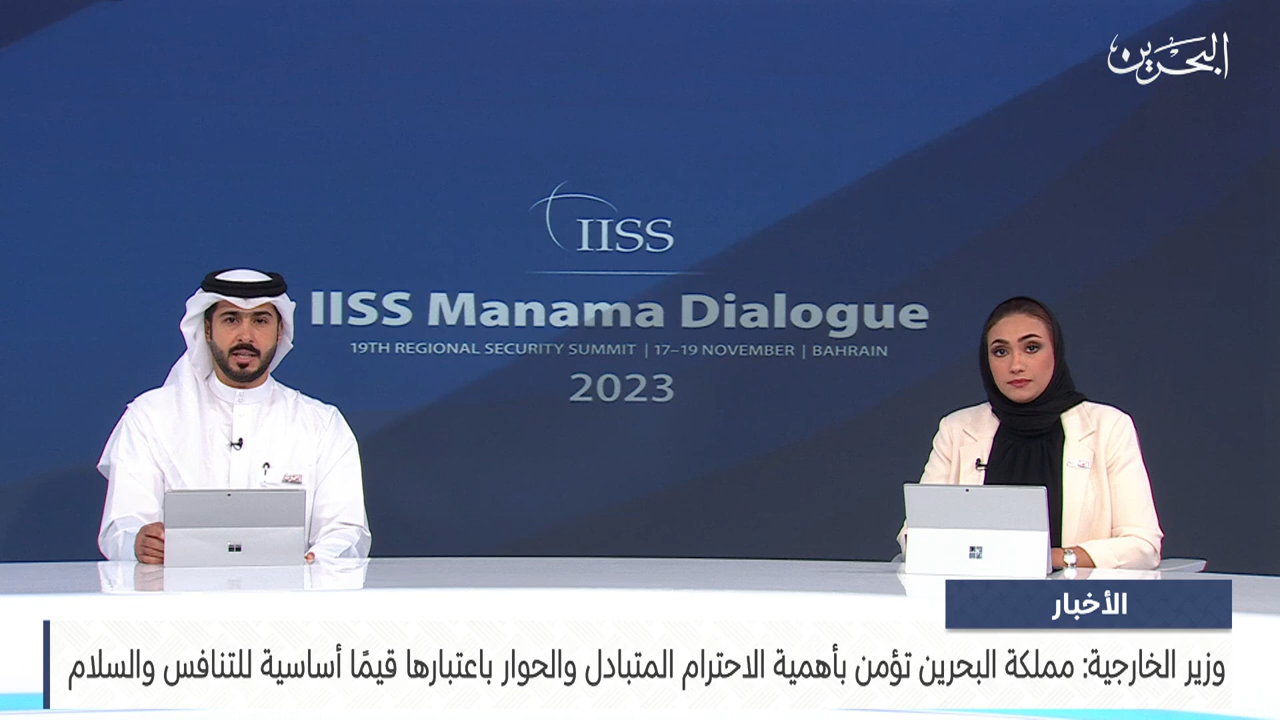 البحرين
IISS
IISS Manama Dialogue
19TH REGIONAL SECURITY SUMMIT | 17–19 NOVEMBER | BAHRAIN
2023
الأخبار
وزير الخارجية: مملكة البحرين تؤمن بأهمية الاحترام المتبادل والحوار باعتبارها قيمًا أساسية للتنافس والسلام